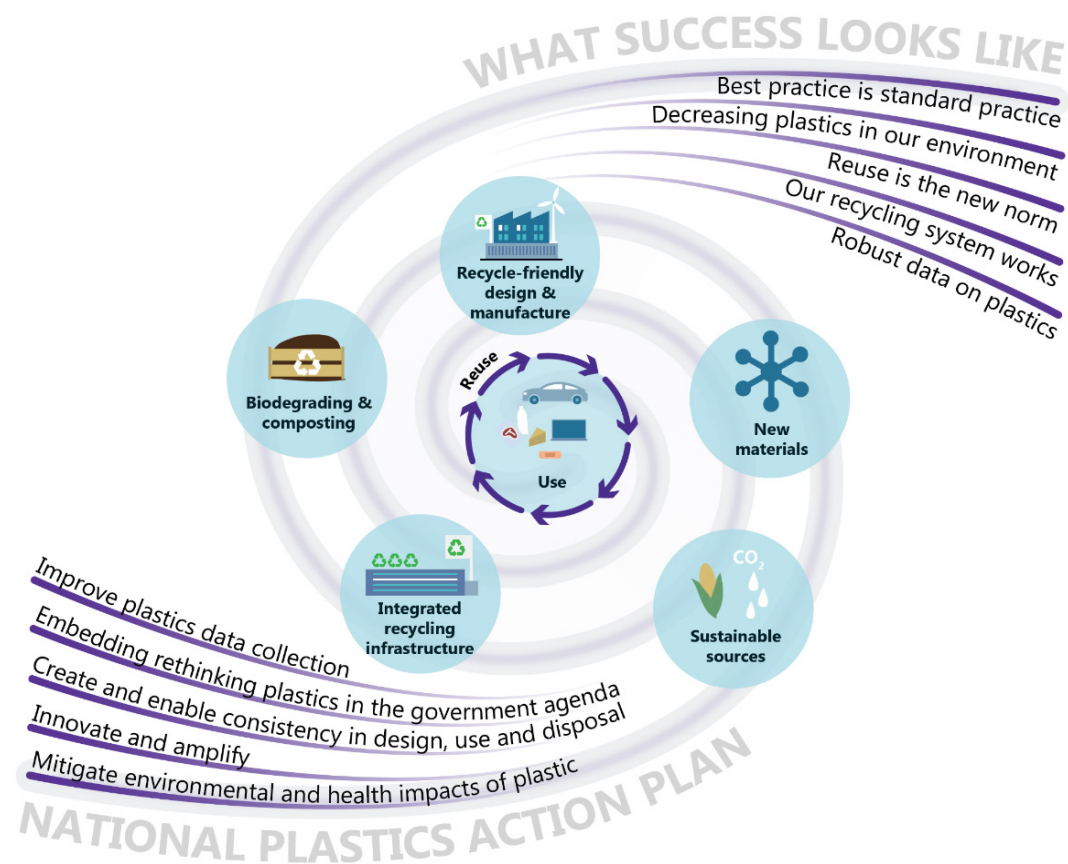 WHAT SUCCESS LOOKS LIKE
Best practice is standard practice
Decreasing plastics in our environment
Reuse is the new norm
Our recycling system works
Robust data on plastics
Recycle-friendly
design &
manufacture
Biodegrading &
composting
Reuse
Use
New
materials
Integrated
recycling
infrastructure
CO₂
Sustainable
sources
Improve plastics data collection
Embedding rethinking plastics in the government agenda
Create and enable consistency in design, use and disposal
Innovate and amplify
Mitigate environmental and health impacts of plastic
NATIONAL PLASTICS ACTION PLAN